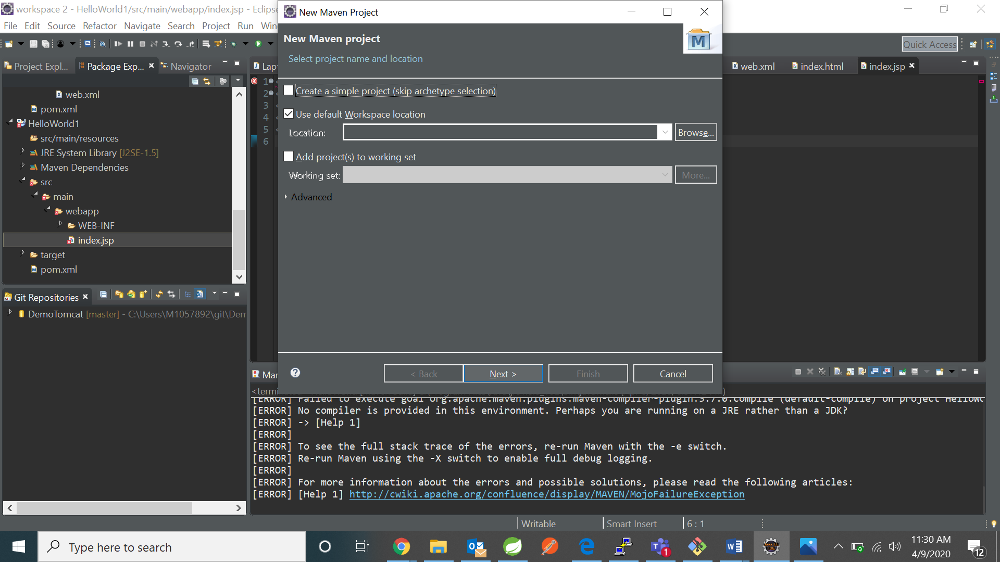 workspace 2 - HelloWorld1/src/main/webapp/index.jsp - Eclipse
File Edit Source Refactor Navigate Search Project Run
Quick Access
Project Expl...
Package Exp...
Navigator
web.xml
index.html
index.jsp
web.xml
pom.xml
HelloWorld1
src/main/resources
JRE System Library [J2SE-1.5]
Maven Dependencies
src
main
webapp
WEB-INF
index.jsp
target
pom.xml
1
2
3
4
5
6
Git Repositories
DemoTomcat [master] - C:\Users\M1057892\git\Dem
New Maven Project
New Maven project
Select project name and location
Create a simple project (skip archetype selection)
Use default Workspace location
Location:
Browse...
Add project(s) to working set
Working set:
More...
Advanced
< Back
Next >
Finish
Cancel
[ERROR] Failed to execute goal org.apache.maven.plugins:maven-compiler-plugin:3.7.0:compile (default-compile) on project
[ERROR] No compiler is provided in this environment. Perhaps you are running on a JRE rather than a JDK?
[ERROR] -> [Help 1]
[ERROR]
[ERROR] To see the full stack trace of the errors, re-run Maven with the -e switch.
[ERROR] Re-run Maven using the -X switch to enable full debug logging.
[ERROR]
[ERROR] For more information about the errors and possible solutions, please read the following articles:
[ERROR] [Help 1] http://cwiki.apache.org/confluence/display/MAVEN/MojoFailureException
Writable
Smart Insert
6 : 1
Type here to search
1
11:30 AM
4/9/2020
12